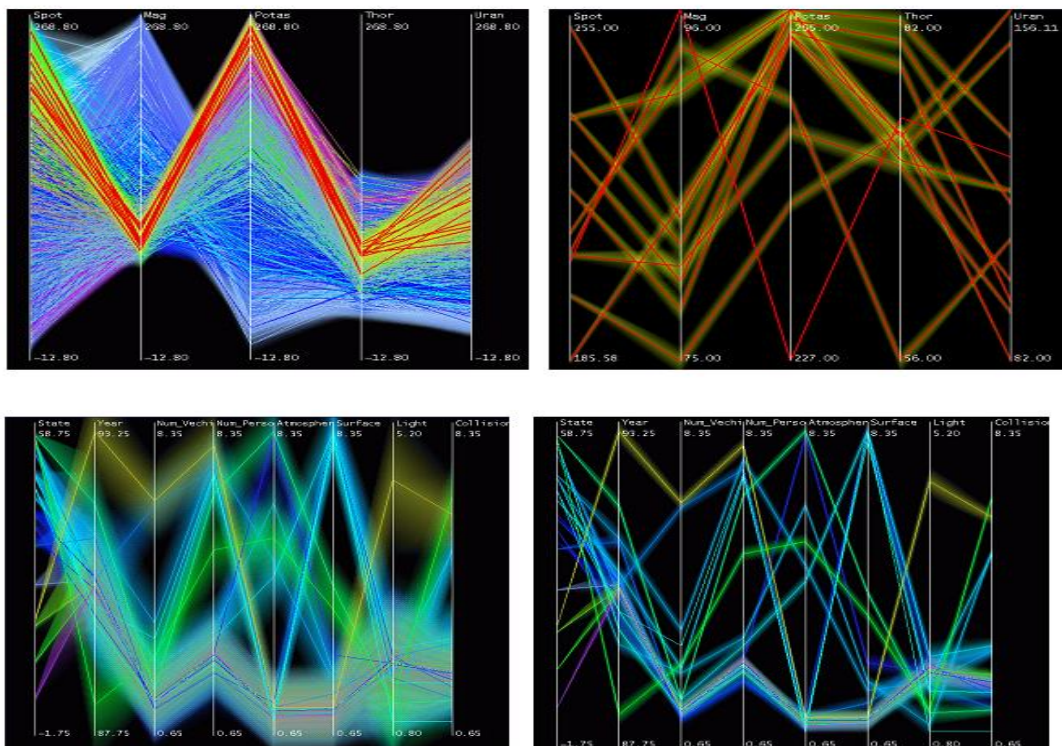 Spot Mag Potas Thor Uran
268.80 268.80 268.80 268.80 268.80
-12.80 -12.80 -12.80 -12.80 -12.80
Spot Mag Potas Thor Uran
255.00 96.00 255.00 82.00 156.11
185.58 75.00 227.00 56.00 82.00
State Year Num_Vechi Num_Perso Atmospher Surface Light Collision
58.75 93.25 8.35 8.35 8.35 8.35 5.20 8.35
-1.75 87.75 0.65 0.65 0.65 0.65 0.80 0.65
State Year Num_Vechi Num_Perso Atmospher Surface Light Collision
58.75 93.25 8.35 8.35 8.35 8.35 5.20 8.35
-1.75 87.75 0.65 0.65 0.65 0.65 0.80 0.65